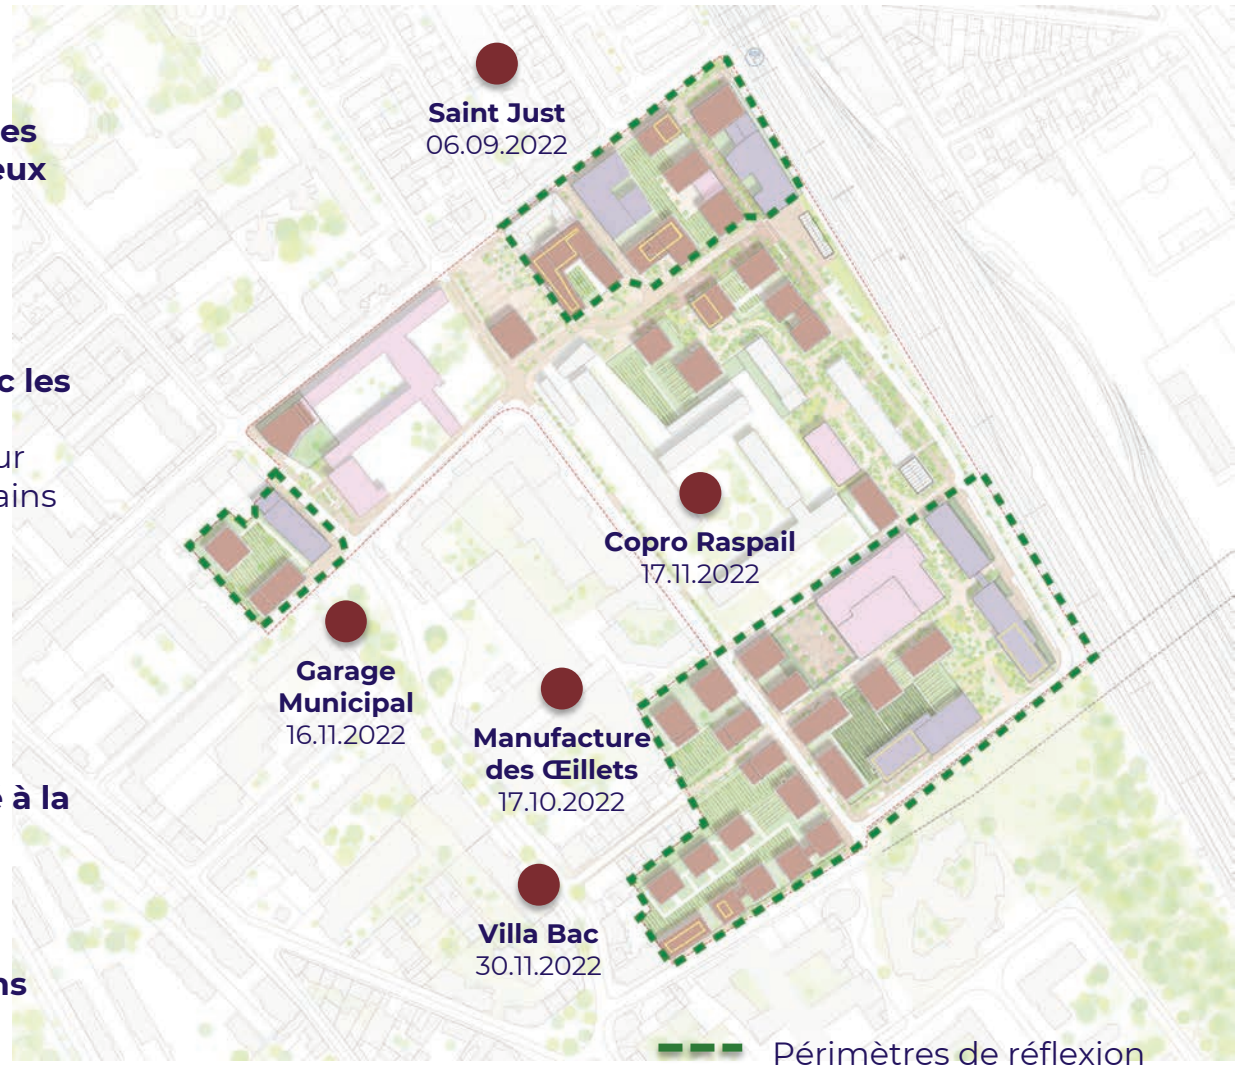 es
eux
c les
ur
ains
e à la
ns
Saint Just
06.09.2022
Copro Raspail
17.11.2022
Garage
Municipal
16.11.2022
Manufacture
des Œillets
17.10.2022
Villa Bac
30.11.2022
Périmètres de réflexion